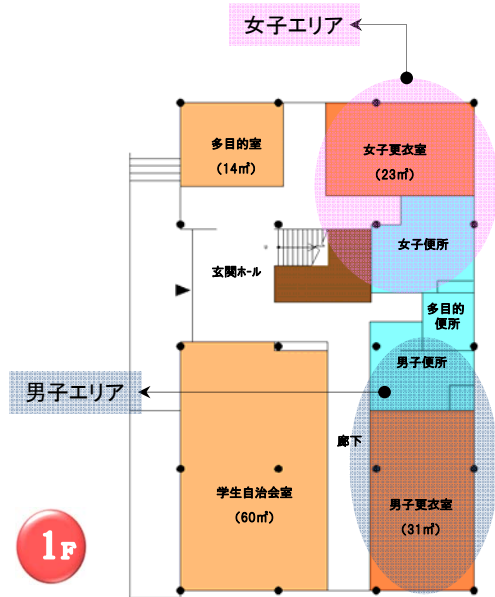 女子エリア
多目的室
（14㎡）
女子更衣室
（23㎡）
女子便所
玄関ホール
多目的
便所
男子便所
男子エリア
廊下
学生自治会室
（60㎡）
男子更衣室
（31㎡）
1F